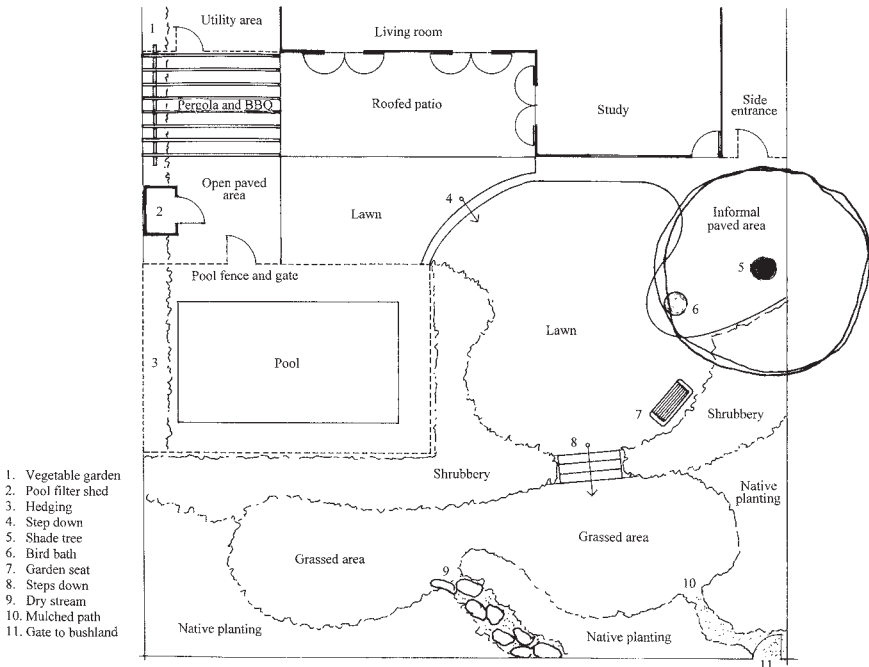 1
Utility area
Living room
Pergola and BBQ
Roofed patio
Study
Side
entrance
2
Open paved
area
Lawn
4
Informal
paved area
5
6
Pool fence and gate
Lawn
3
Pool
7
Shrubbery
8
Shrubbery
Native
planting
Grassed area
Grassed area
9
10
Native planting
Native planting
11
1. Vegetable garden
2. Pool filter shed
3. Hedging
4. Step down
5. Shade tree
6. Bird bath
7. Garden seat
8. Steps down
9. Dry stream
10. Mulched path
11. Gate to bushland